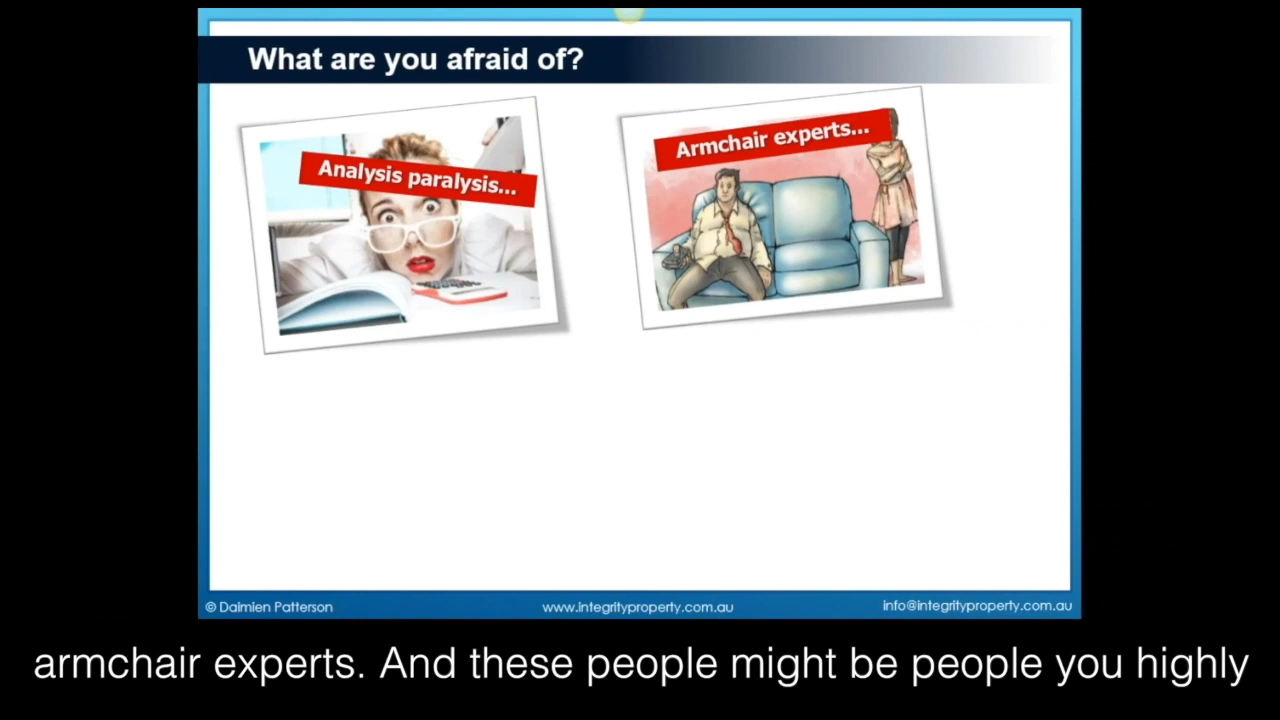 What are you afraid of?
Analysis paralysis...
Armchair experts...
© Daimien Patterson
www.integrityproperty.com.au
info@integrityproperty.com.au
armchair experts. And these people might be people you highly